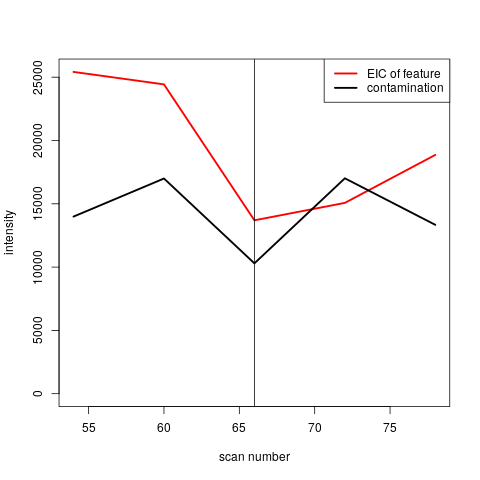 EIC of feature
contamination
25000
20000
15000
10000
5000
0
intensity
55 60 65 70 75
scan number